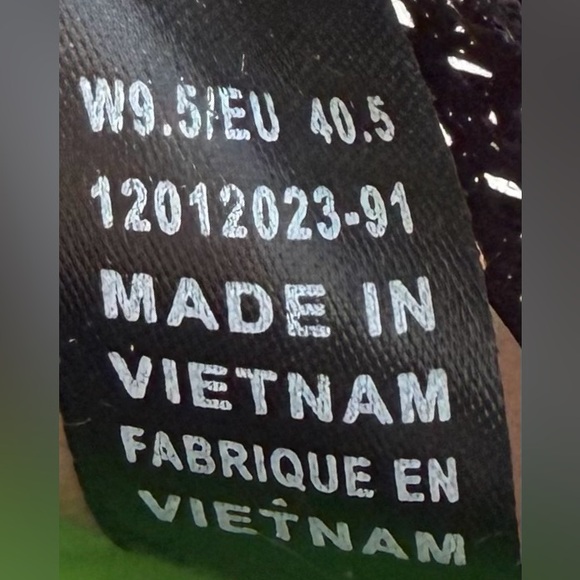 W9.5/EU 40.5
12012023-91
MADE IN
VIETNAM
FABRIQUE EN
VIETNAM